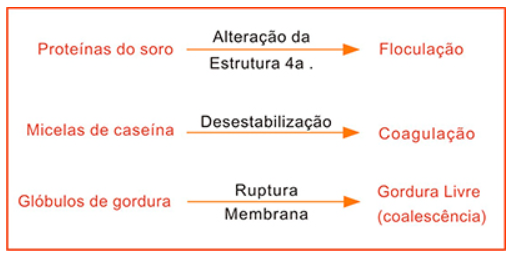 Proteínas do soro
Alteração da
Estrutura 4a .
Floculação
Micelas de caseína
Desestabilização
Coagulação
Glóbulos de gordura
Ruptura
Membrana
Gordura Livre
(coalescência)